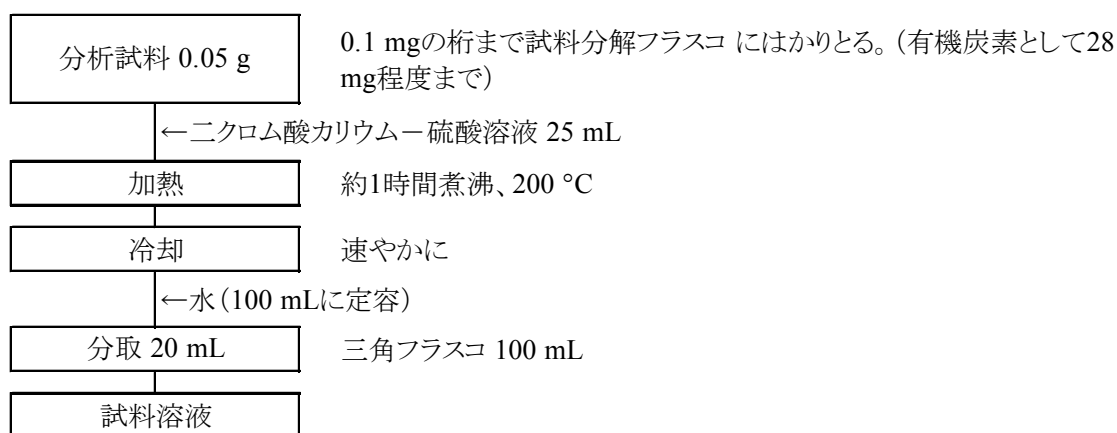 分析試料 0.05 g
0.1 mgの桁まで試料分解フラスコ にはかりとる。（有機炭素として28
mg程度まで）
←二クロム酸カリウム－硫酸溶液 25 mL
加熱
約1時間煮沸、200 °C
冷却
速やかに
←水（100 mLに定容）
分取 20 mL
三角フラスコ 100 mL
試料溶液